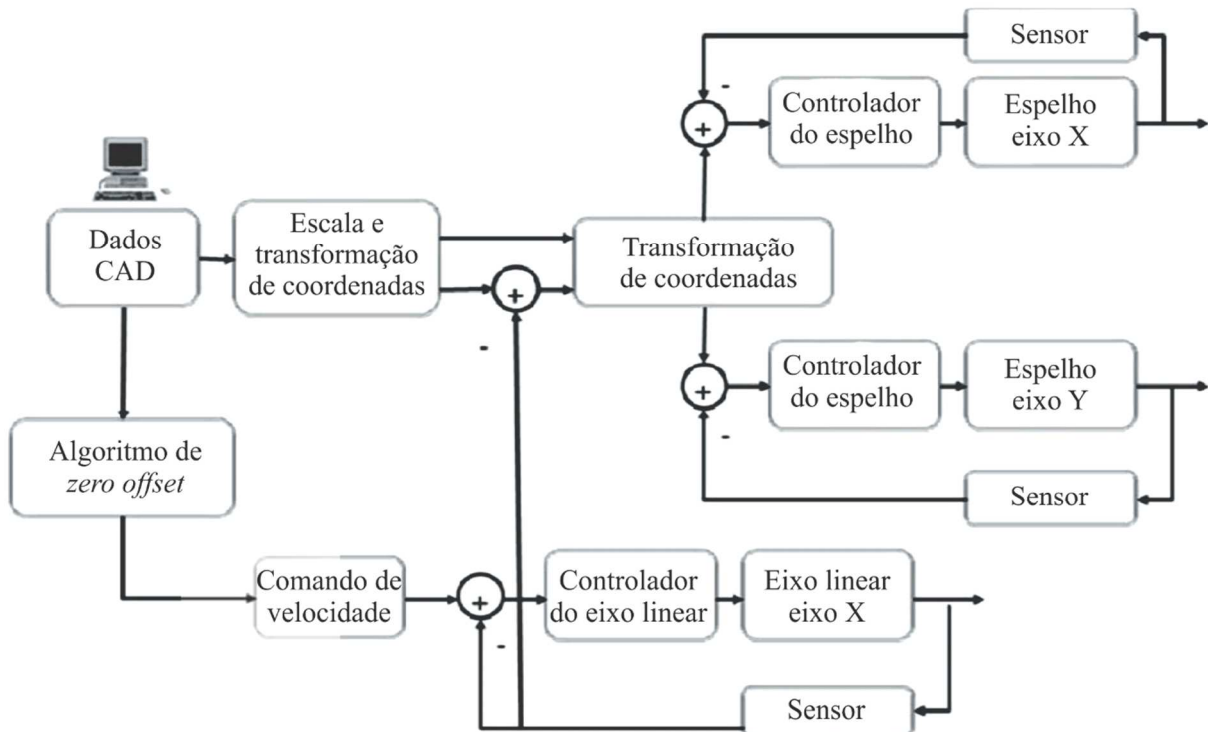 Sensor
Controlador
do espelho
Espelho
eixo X
-
+
Dados
CAD
Escala e
transformação
de coordenadas
+
-
Transformação
de coordenadas
+
-
Controlador
do espelho
Espelho
eixo Y
Sensor
Algoritmo de
zero offset
Comando de
velocidade
+
-
Controlador
do eixo linear
Eixo linear
eixo X
Sensor